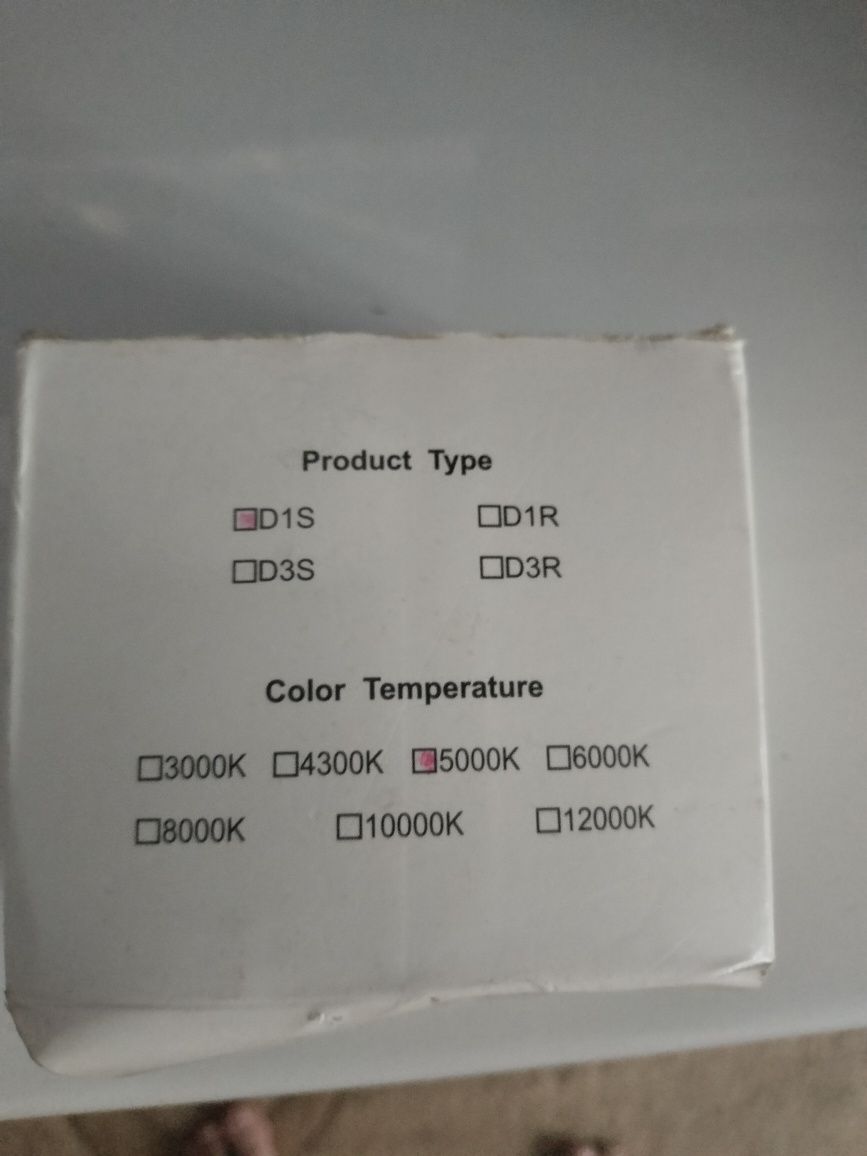 Product Type
☒D1S ☐D1R
☐D3S ☐D3R
Color Temperature
☐3000K ☐4300K ☒5000K ☐6000K
☐8000K ☐10000K ☐12000K